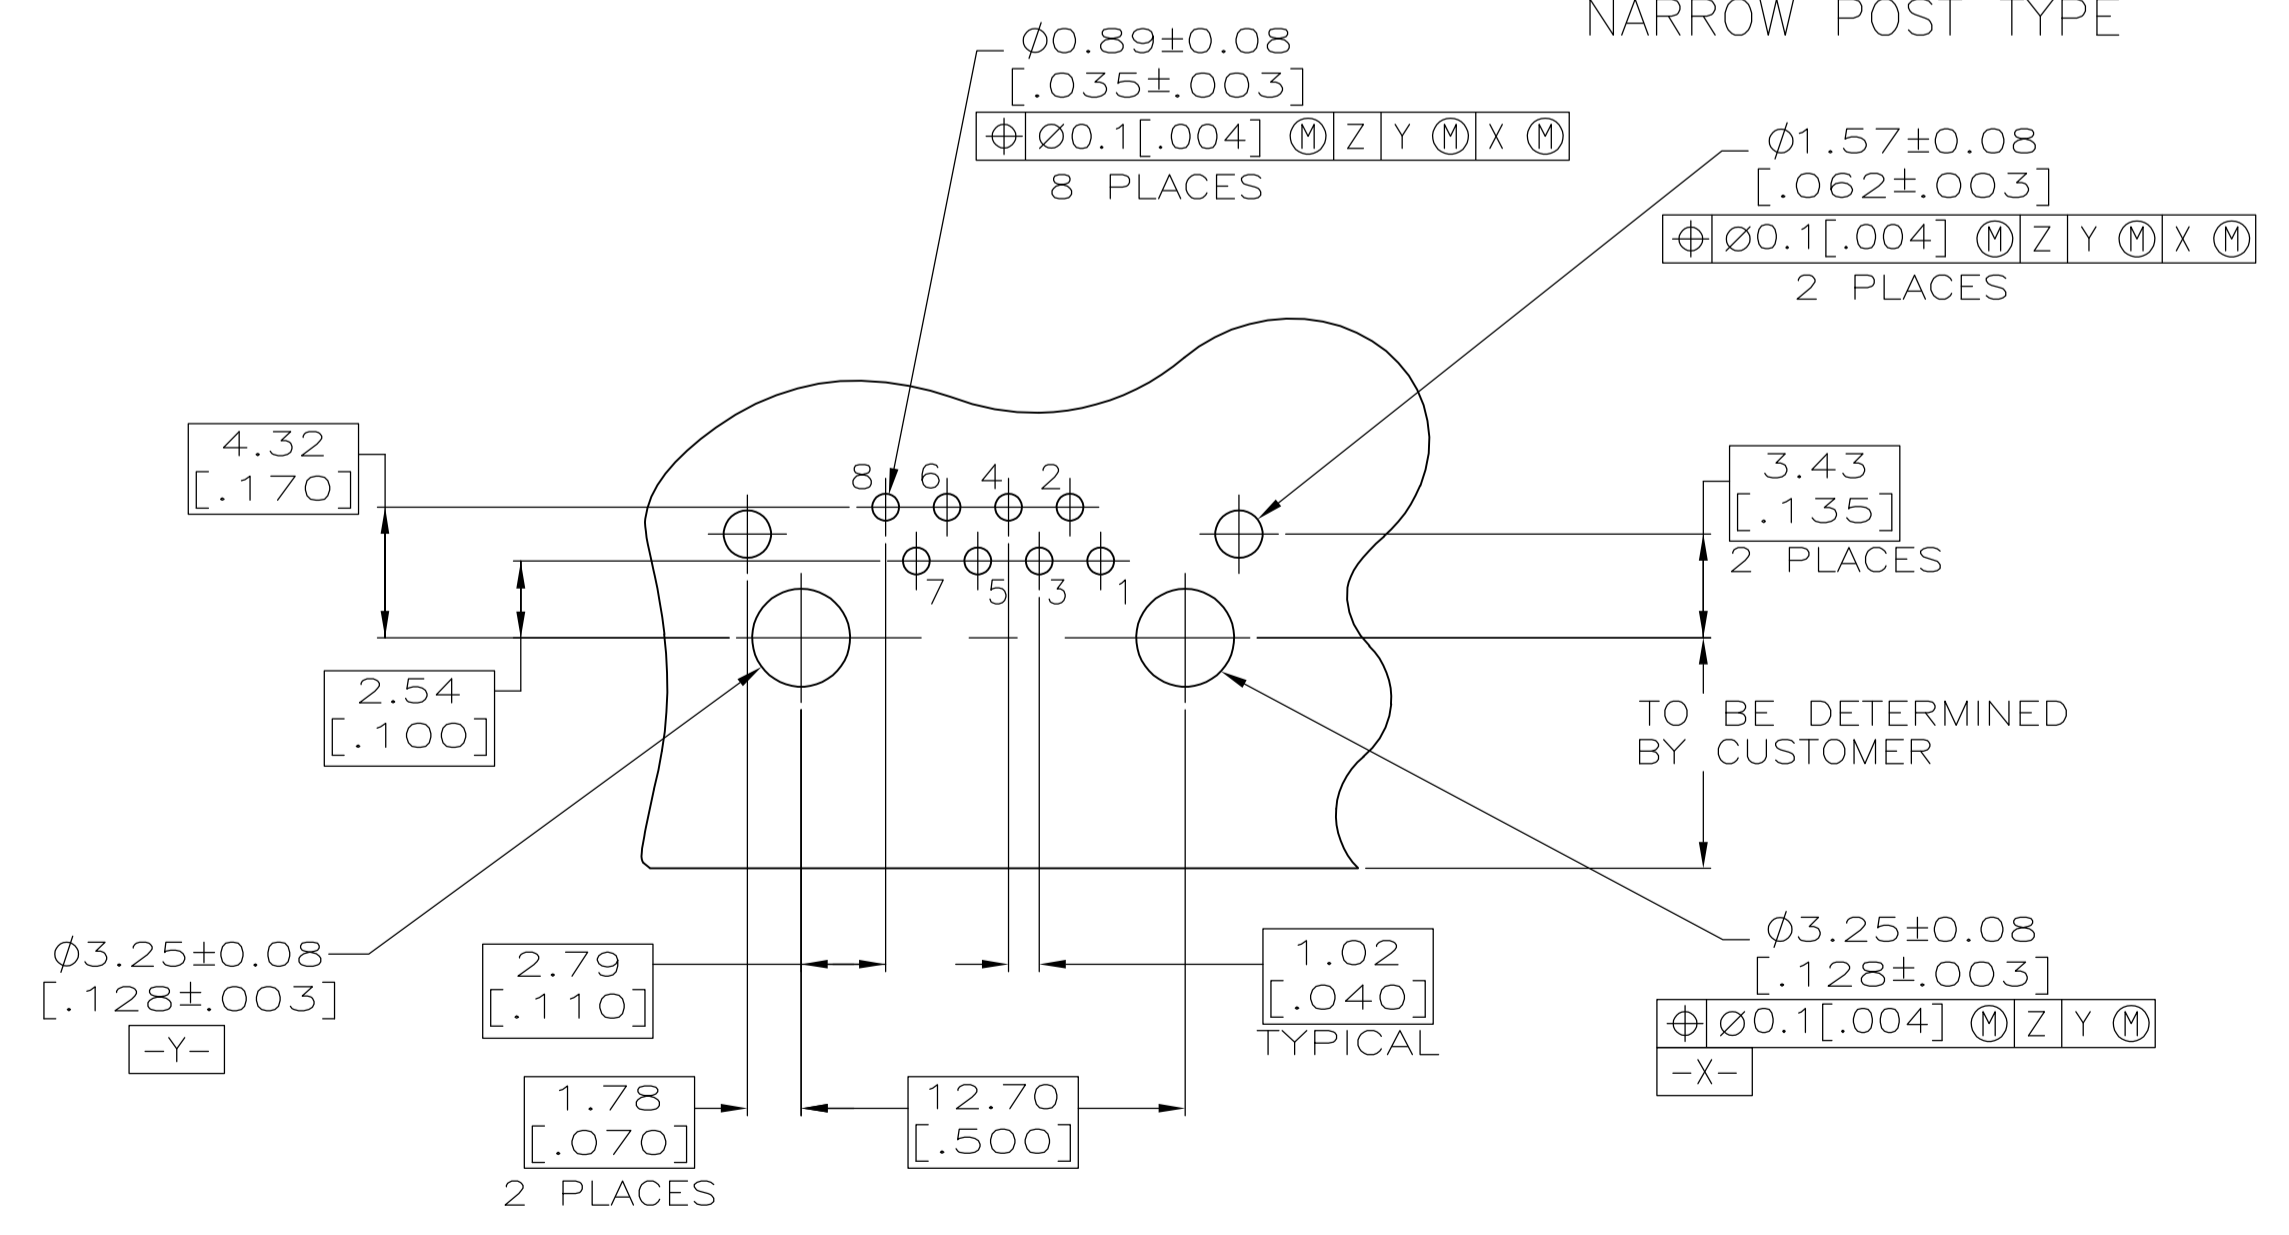 NARROW POST TYPE
⌀0.89±0.08
[.035±.003]
⌖ ⌀0.1[.004] Ⓜ Z Y Ⓜ X Ⓜ
8 PLACES
⌀1.57±0.08
[.062±.003]
⌖ ⌀0.1[.004] Ⓜ Z Y Ⓜ X Ⓜ
2 PLACES
4.32
[.170]
8 6 4 2
3.43
[.135]
2 PLACES
7 5 3 1
2.54
[.100]
TO BE DETERMINED
BY CUSTOMER
⌀3.25±0.08
[.128±.003]
-Y-
2.79
[.110]
1.02
[.040]
TYPICAL
⌀3.25±0.08
[.128±.003]
⌖ ⌀0.1[.004] Ⓜ Z Y Ⓜ
-X-
1.78
[.070]
2 PLACES
12.70
[.500]